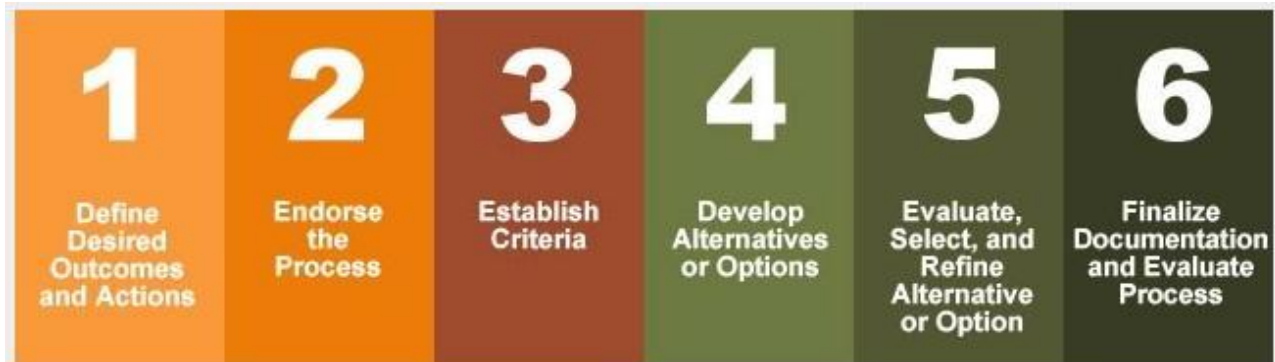 1
Define
Desired
Outcomes
and Actions
2
Endorse
the
Process
3
Establish
Criteria
4
Develop
Alternatives
or Options
5
Evaluate,
Select, and
Refine
Alternative
or Option
6
Finalize
Documentation
and Evaluate
Process